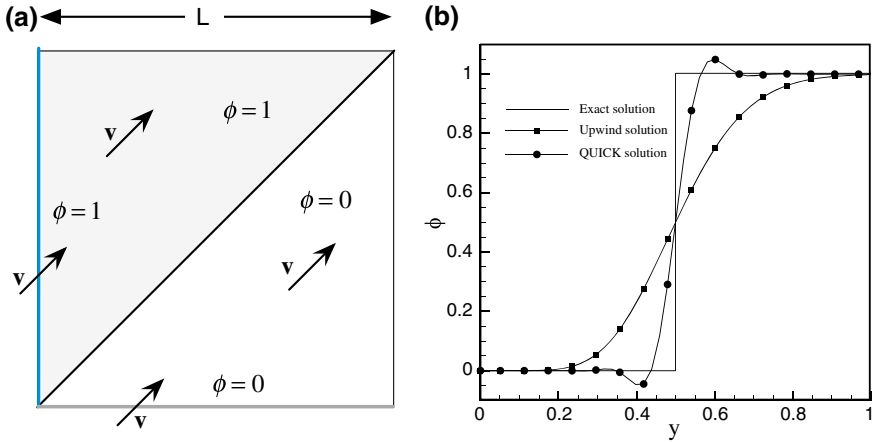 (a)
L
v
ϕ = 1
ϕ = 1
ϕ = 0
v
v
ϕ = 0
v
(b)
1
0.8
0.6
0.4
0.2
0
ϕ
Exact solution
Upwind solution
QUICK solution
0 0.2 0.4 0.6 0.8 1
y